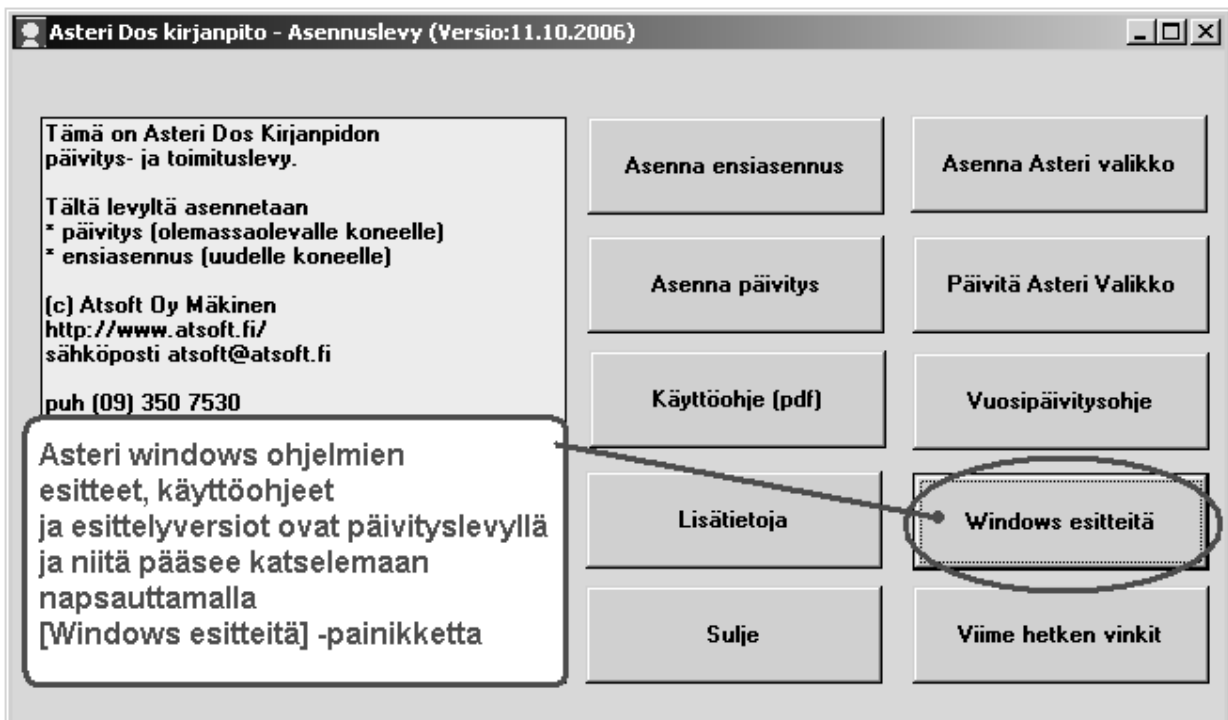 Asteri Dos kirjanpito - Asennuslevy (Versio:11.10.2006)
Tämä on Asteri Dos Kirjanpidon
päivitys- ja toimituslevy.
Tältä levyltä asennetaan
* päivitys (olemassaolevalle koneelle)
* ensiasennus (uudelle koneelle)
(c) Atsoft Oy Mäkinen
http://www.atsoft.fi/
sähköposti atsoft@atsoft.fi
puh (09) 350 7530
Asteri windows ohjelmien
esitteet, käyttöohjeet
ja esittelyversiot ovat päivityslevyllä
ja niitä pääsee katselemaan
napsauttamalla
[Windows esitteitä] -painikketta
Asenna ensiasennus
Asenna Asteri valikko
Asenna päivitys
Päivitä Asteri Valikko
Käyttöohje (pdf)
Vuosipäivitysohje
Lisätietoja
Windows esitteitä
Sulje
Viime hetken vinkit